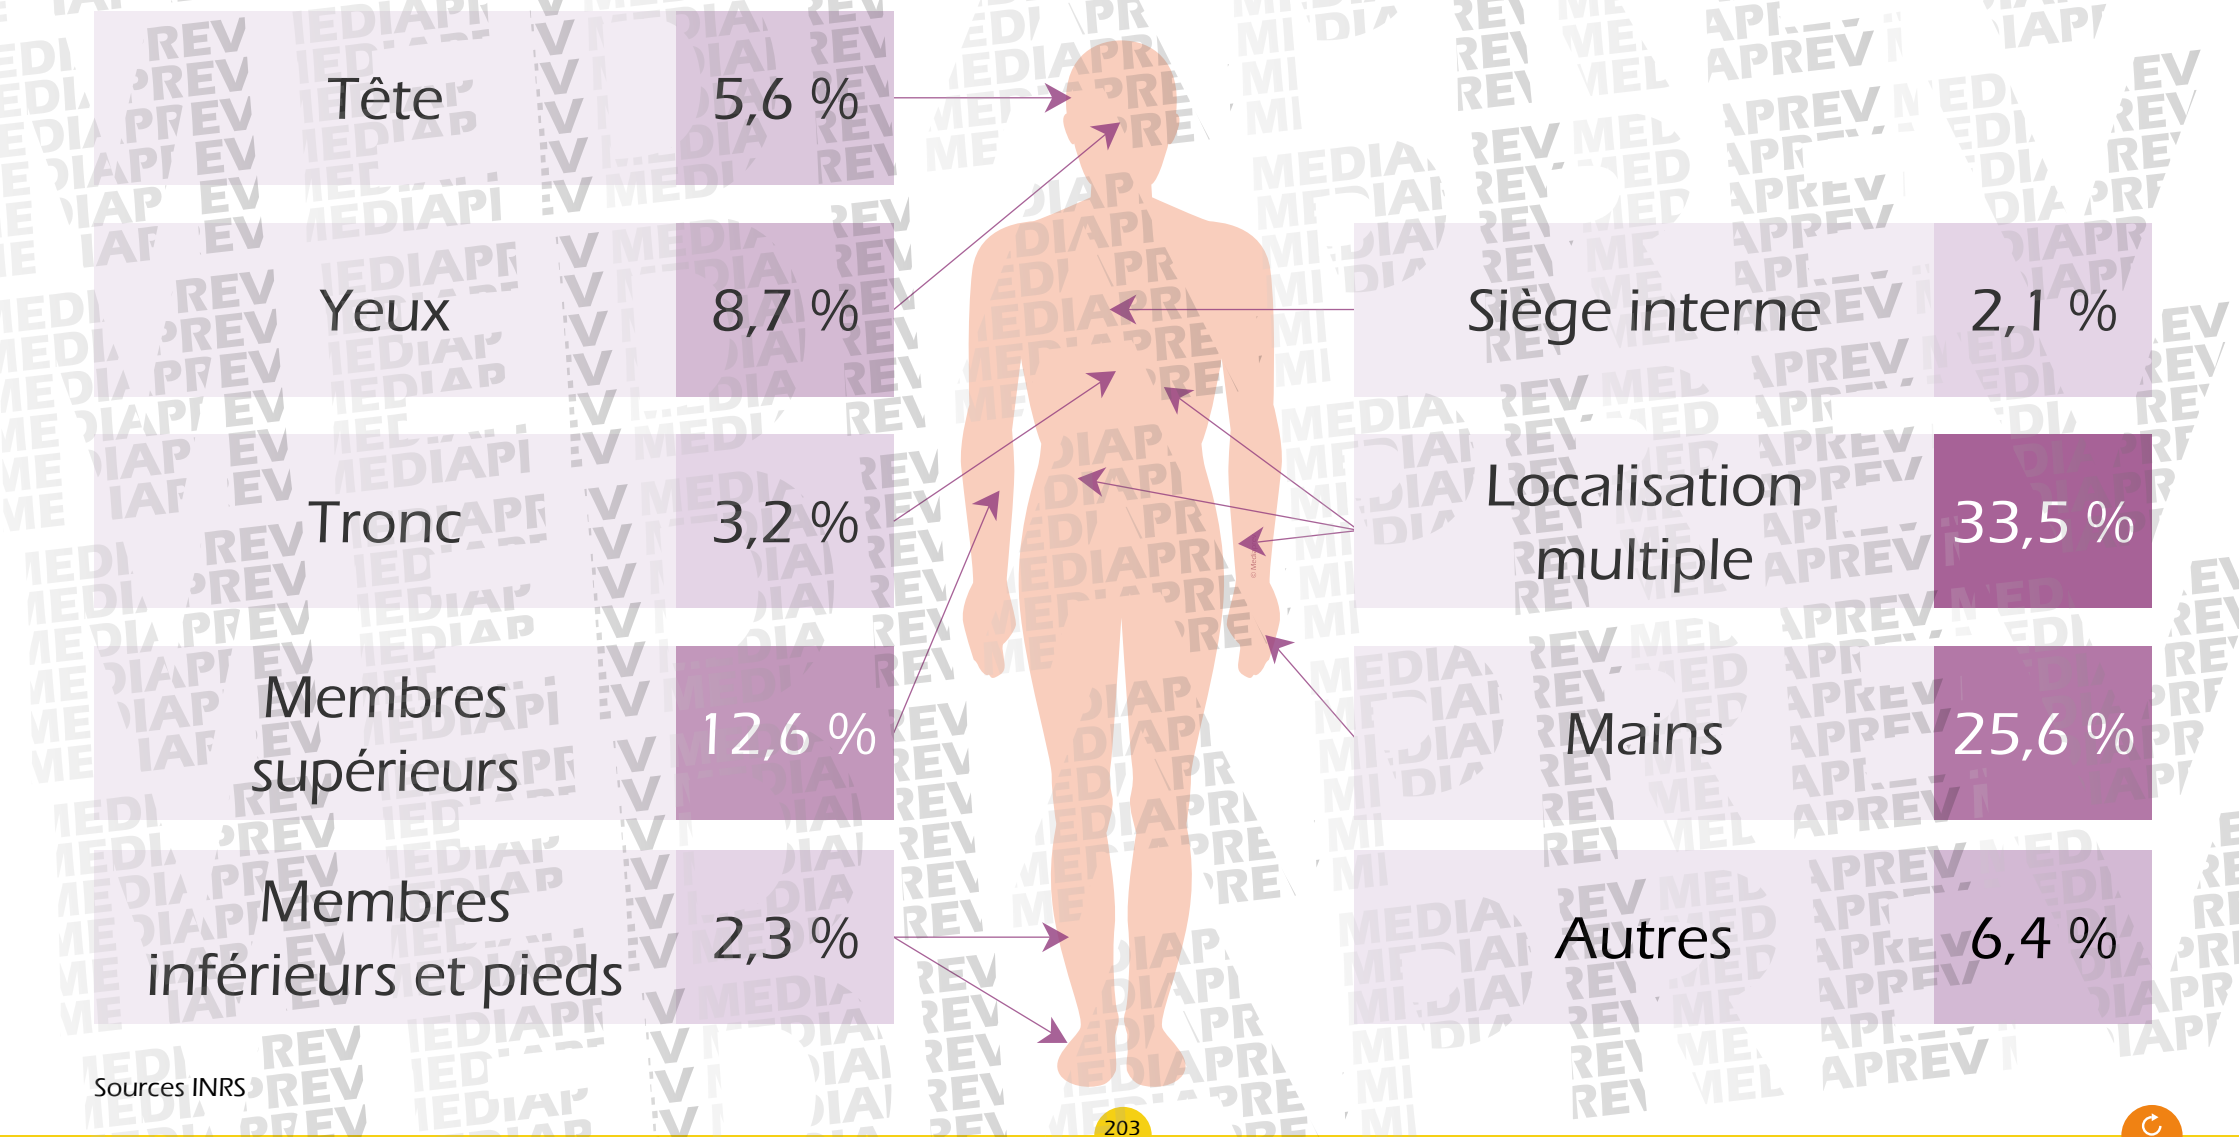 Tête
5,6 %
Yeux
8,7 %
Tronc
3,2 %
Membres
supérieurs
12,6 %
Membres
inférieurs et pieds
2,3 %
Siège interne
2,1 %
Localisation
multiple
33,5 %
Mains
25,6 %
Autres
6,4 %
Sources INRS
203